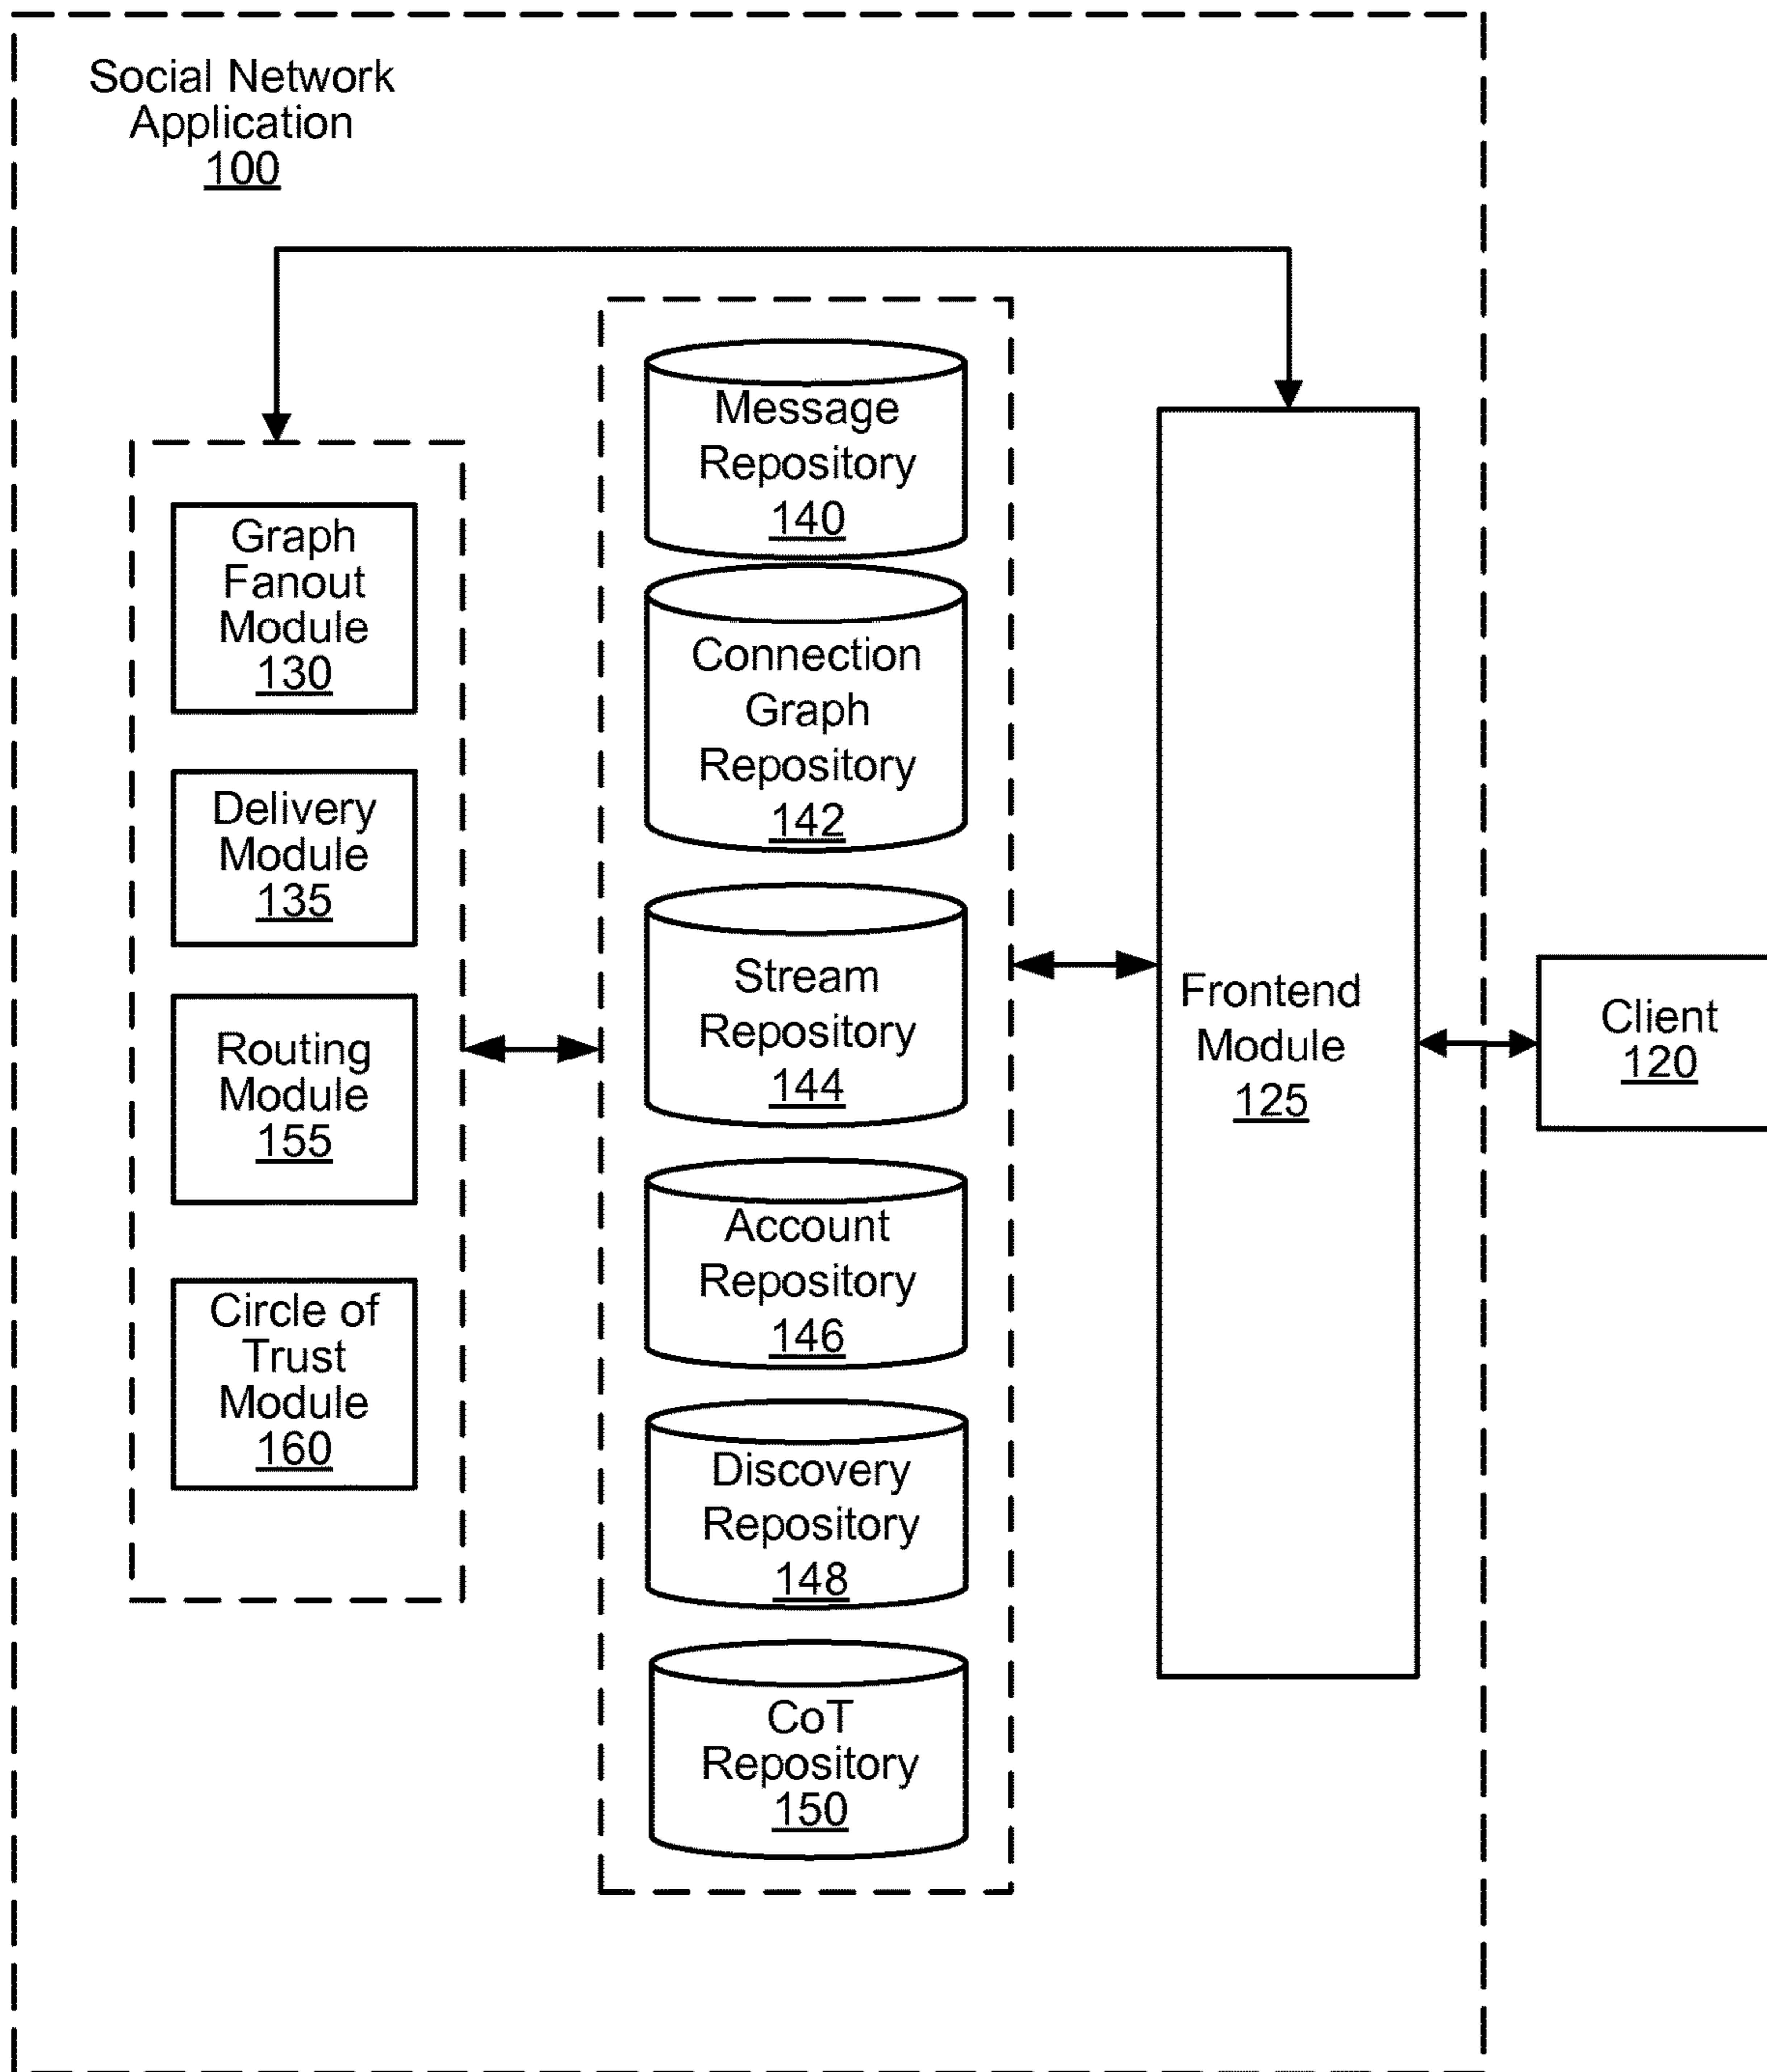 Social Network
Application
100
Graph
Fanout
Module
130
Delivery
Module
135
Routing
Module
155
Circle of
Trust
Module
160
Message
Repository
140
Connection
Graph
Repository
142
Stream
Repository
144
Account
Repository
146
Discovery
Repository
148
CoT
Repository
150
Frontend
Module
125
Client
120